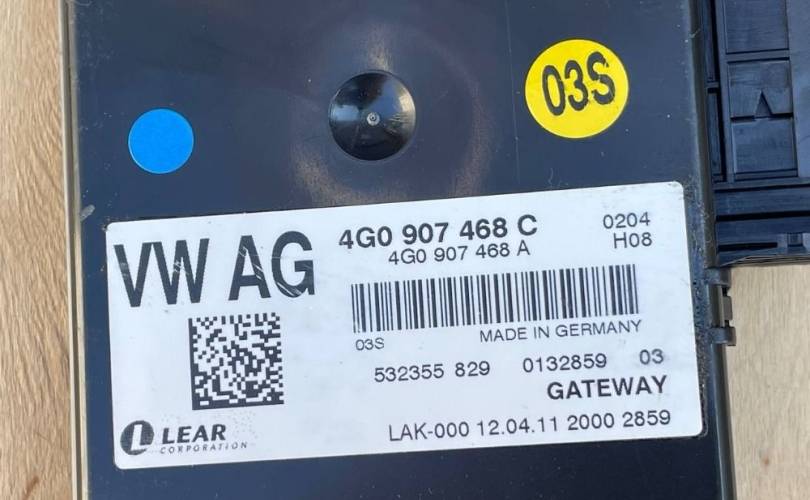 03S
VW AG
4G0 907 468 C
4G0 907 468 A
0204
H08
03S
MADE IN GERMANY
532355 829 0132859 03
GATEWAY
LEAR
CORPORATION
LAK-000 12.04.11 2000 2859